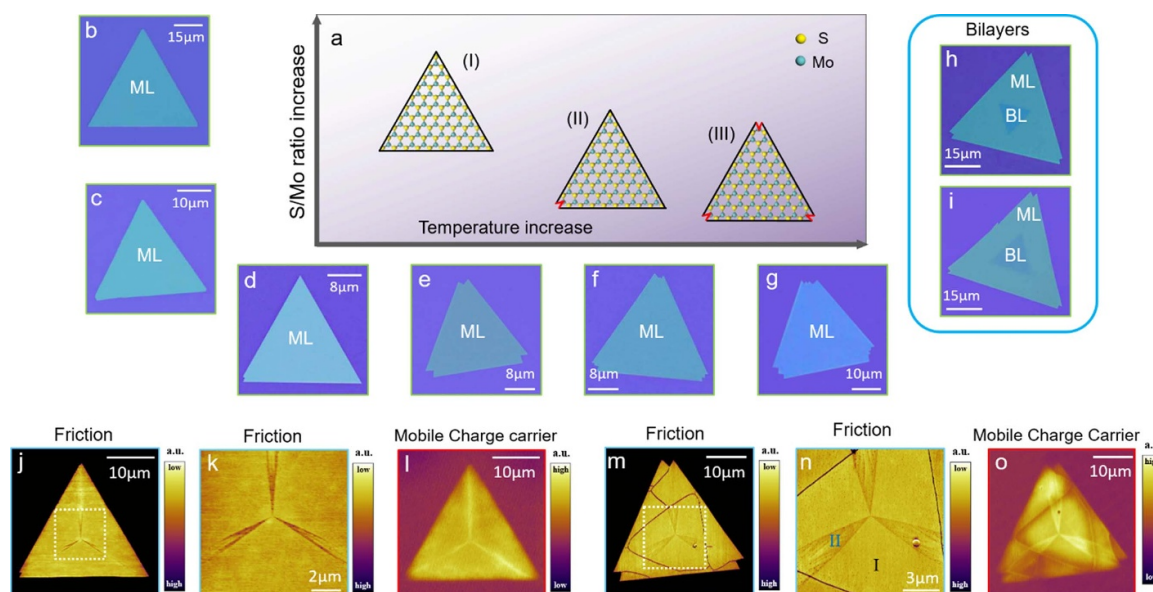 b
15μm
ML
c
10μm
ML
a
S/Mo ratio increase
Temperature increase
(I)
(II)
(III)
S
Mo
Bilayers
h
ML
BL
15μm
i
ML
BL
15μm
d
8μm
ML
e
ML
8μm
f
ML
8μm
g
ML
10μm
Friction
j
10μm
a.u.
low
high
Friction
k
2μm
a.u.
low
high
Mobile Charge carrier
l
10μm
a.u.
high
low
Friction
m
10μm
a.u.
low
high
Friction
n
II
I
3μm
a.u.
low
high
Mobile Charge Carrier
o
10μm
a.u.
high
low